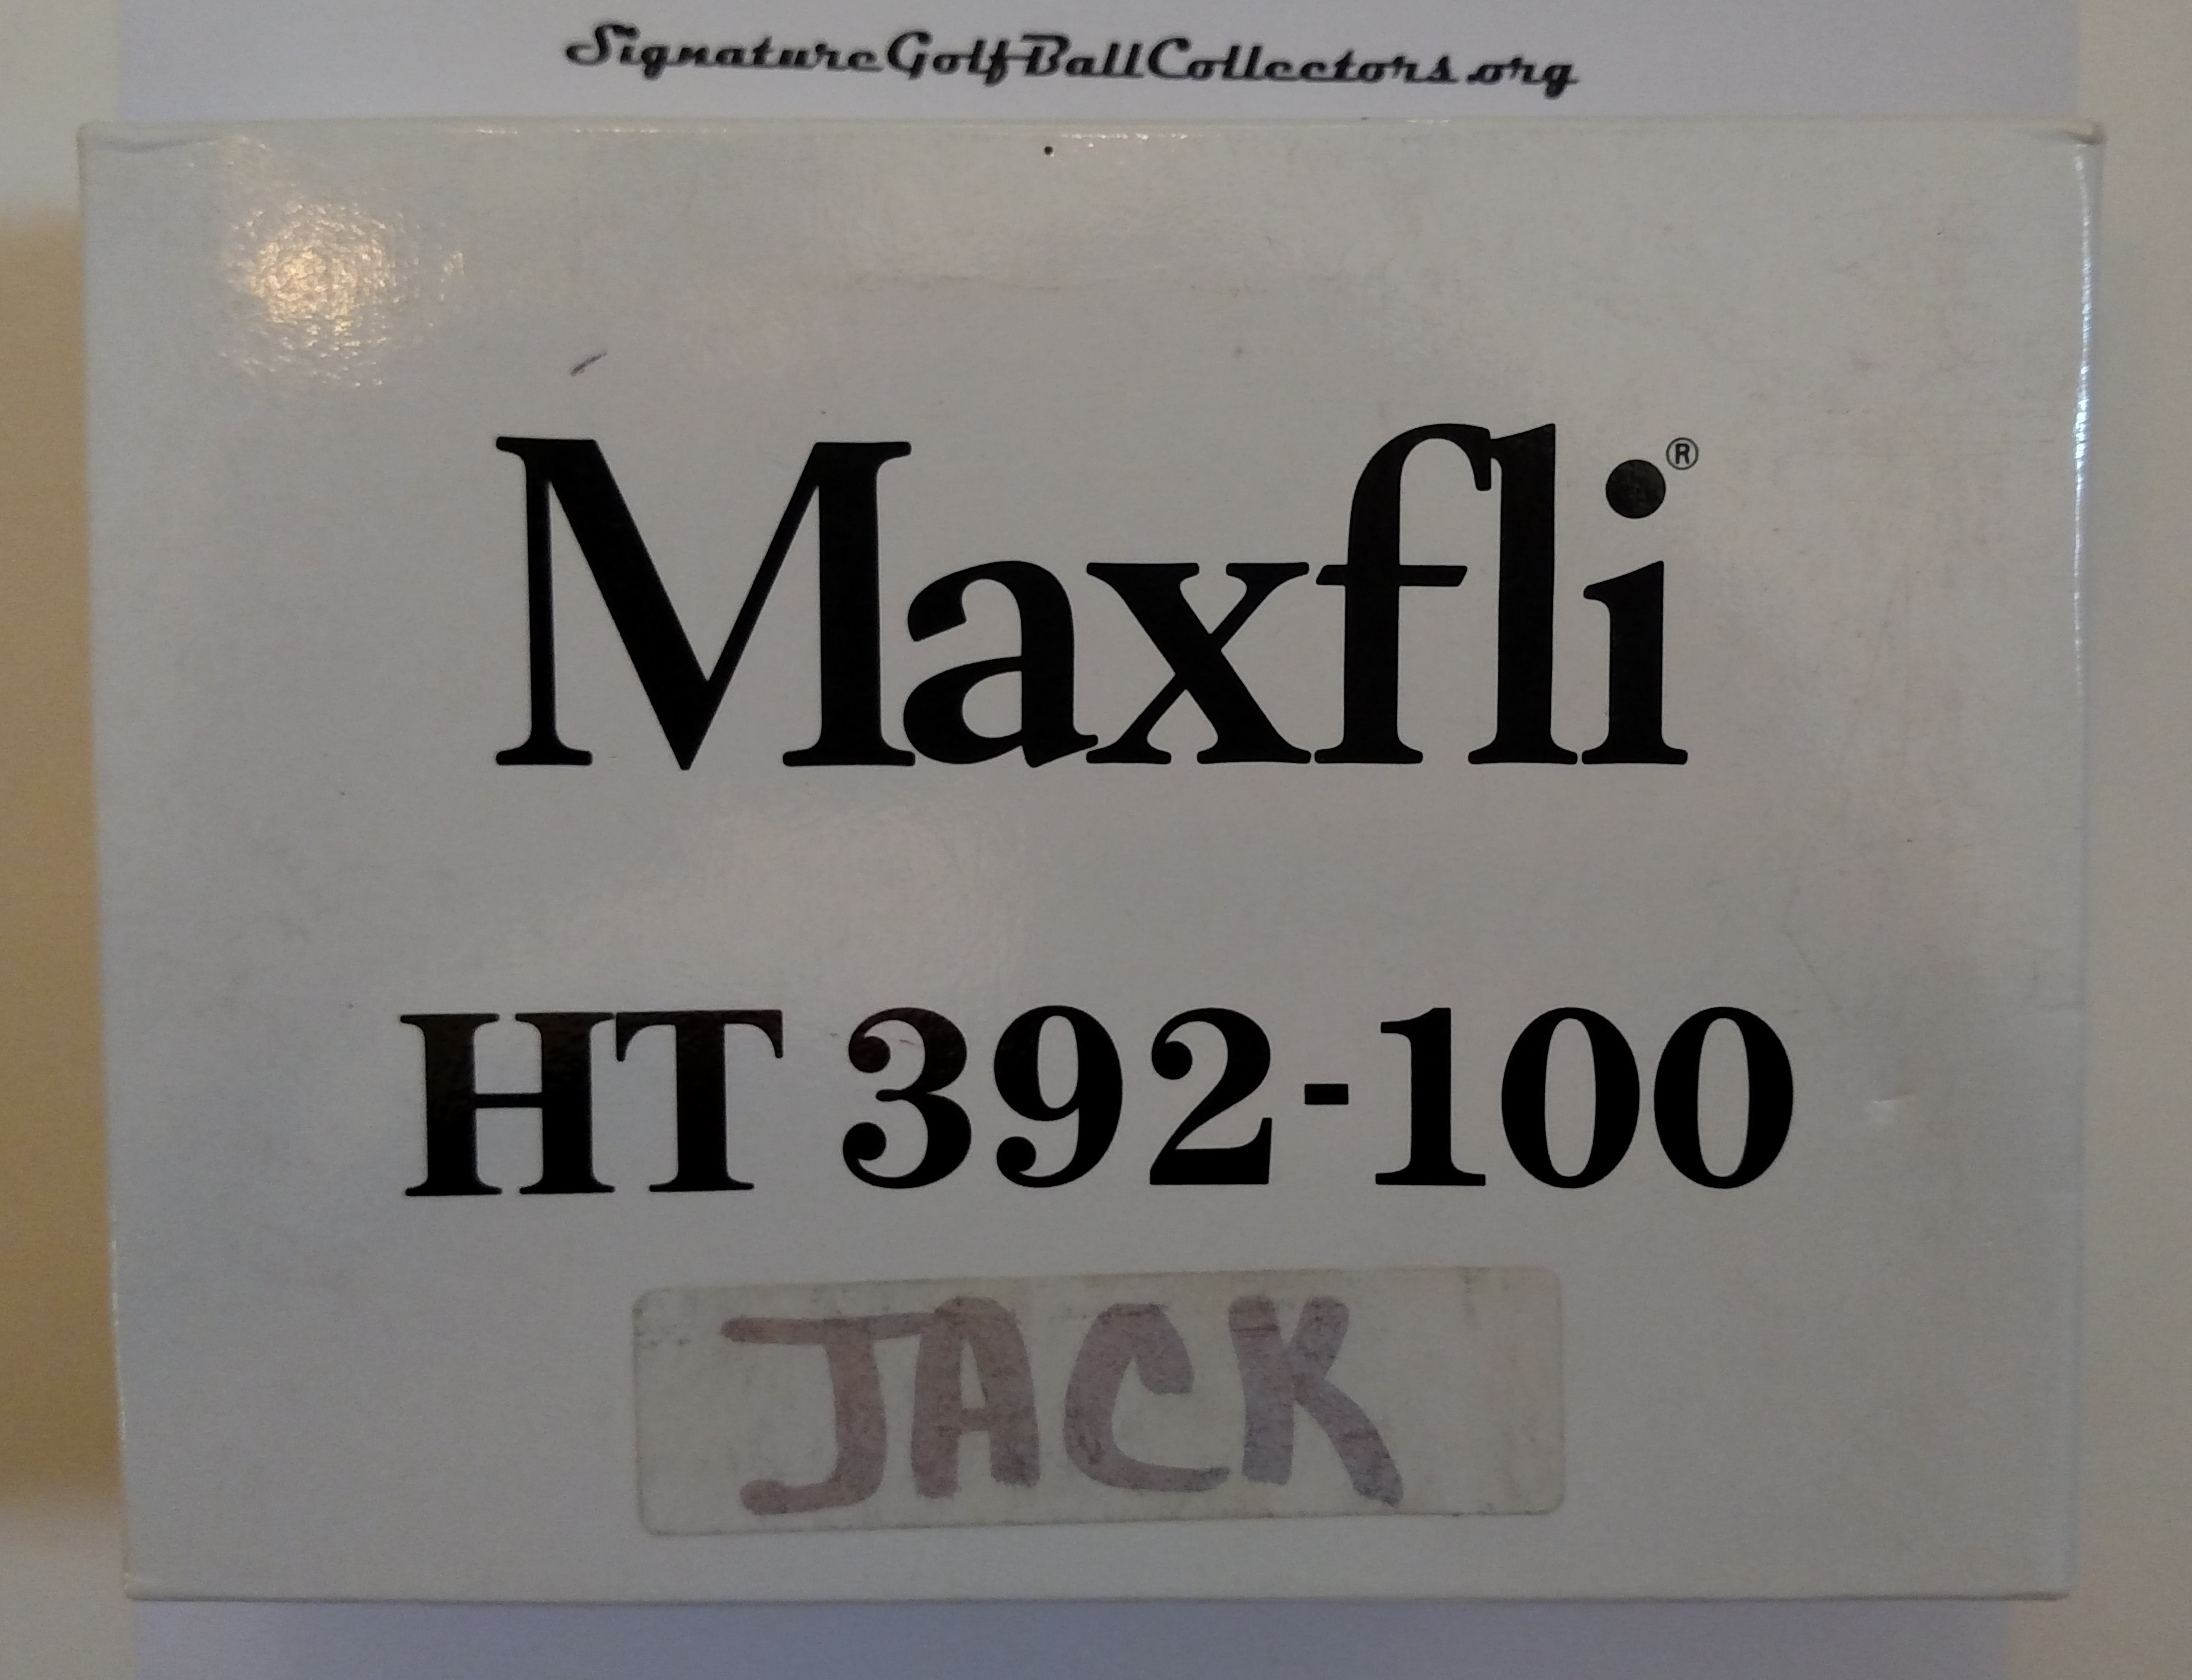 SignatureGolfBallCollectors.org
Maxfli®
HT 392-100
JACK